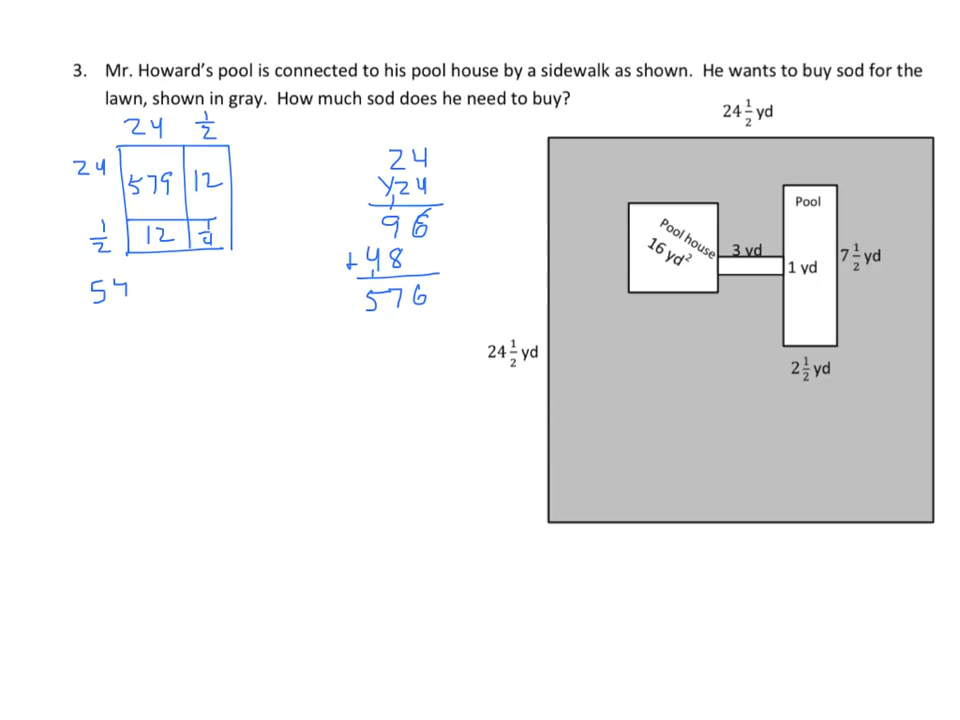 3. Mr. Howard's pool is connected to his pool house by a sidewalk as shown. He wants to buy sod for the
lawn, shown in gray. How much sod does he need to buy?
24 1/2 yd
24 1/2
24
579 12
1/2
12 1/4
54
24
x24
96
+48
576
Pool
Pool house
16 yd²
3 yd
1 yd
7 1/2 yd
24 1/2 yd
2 1/2 yd